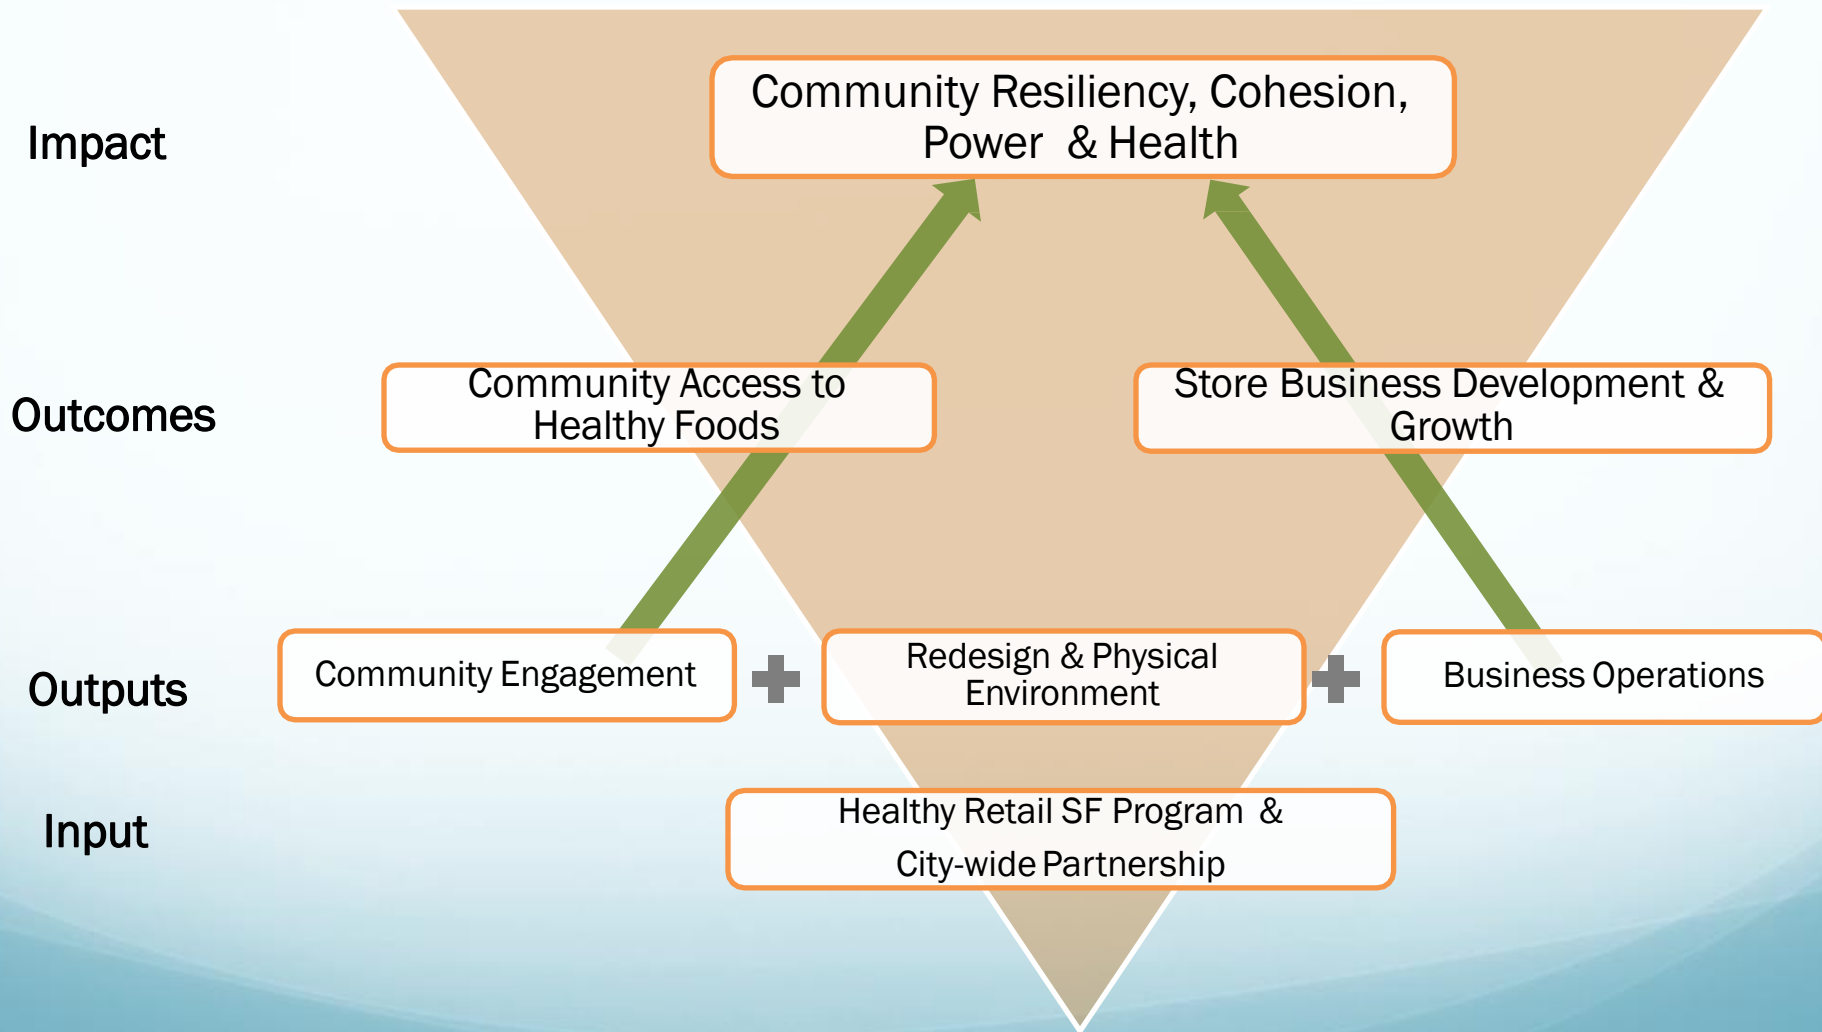 Impact
Community Resiliency, Cohesion,
Power & Health
Outcomes
Community Access to
Healthy Foods
Store Business Development &
Growth
Outputs
Community Engagement
Redesign & Physical
Environment
Business Operations
Input
Healthy Retail SF Program &
City-wide Partnership